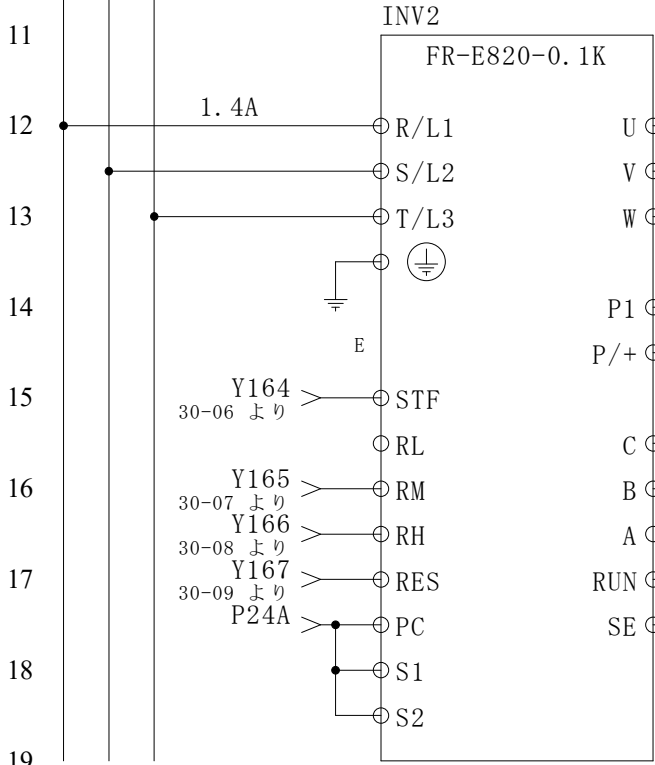 INV2
11
FR-E820-0.1K
1.4A
12
R/L1
U
S/L2
V
13
T/L3
W
14
P1
E
P/+
Y164
15
STF
30-06 より
RL
C
Y165
16
RM
B
30-07 より
Y166
RH
A
30-08 より
Y167
17
RES
RUN
30-09 より
P24A
PC
SE
18
S1
S2
19